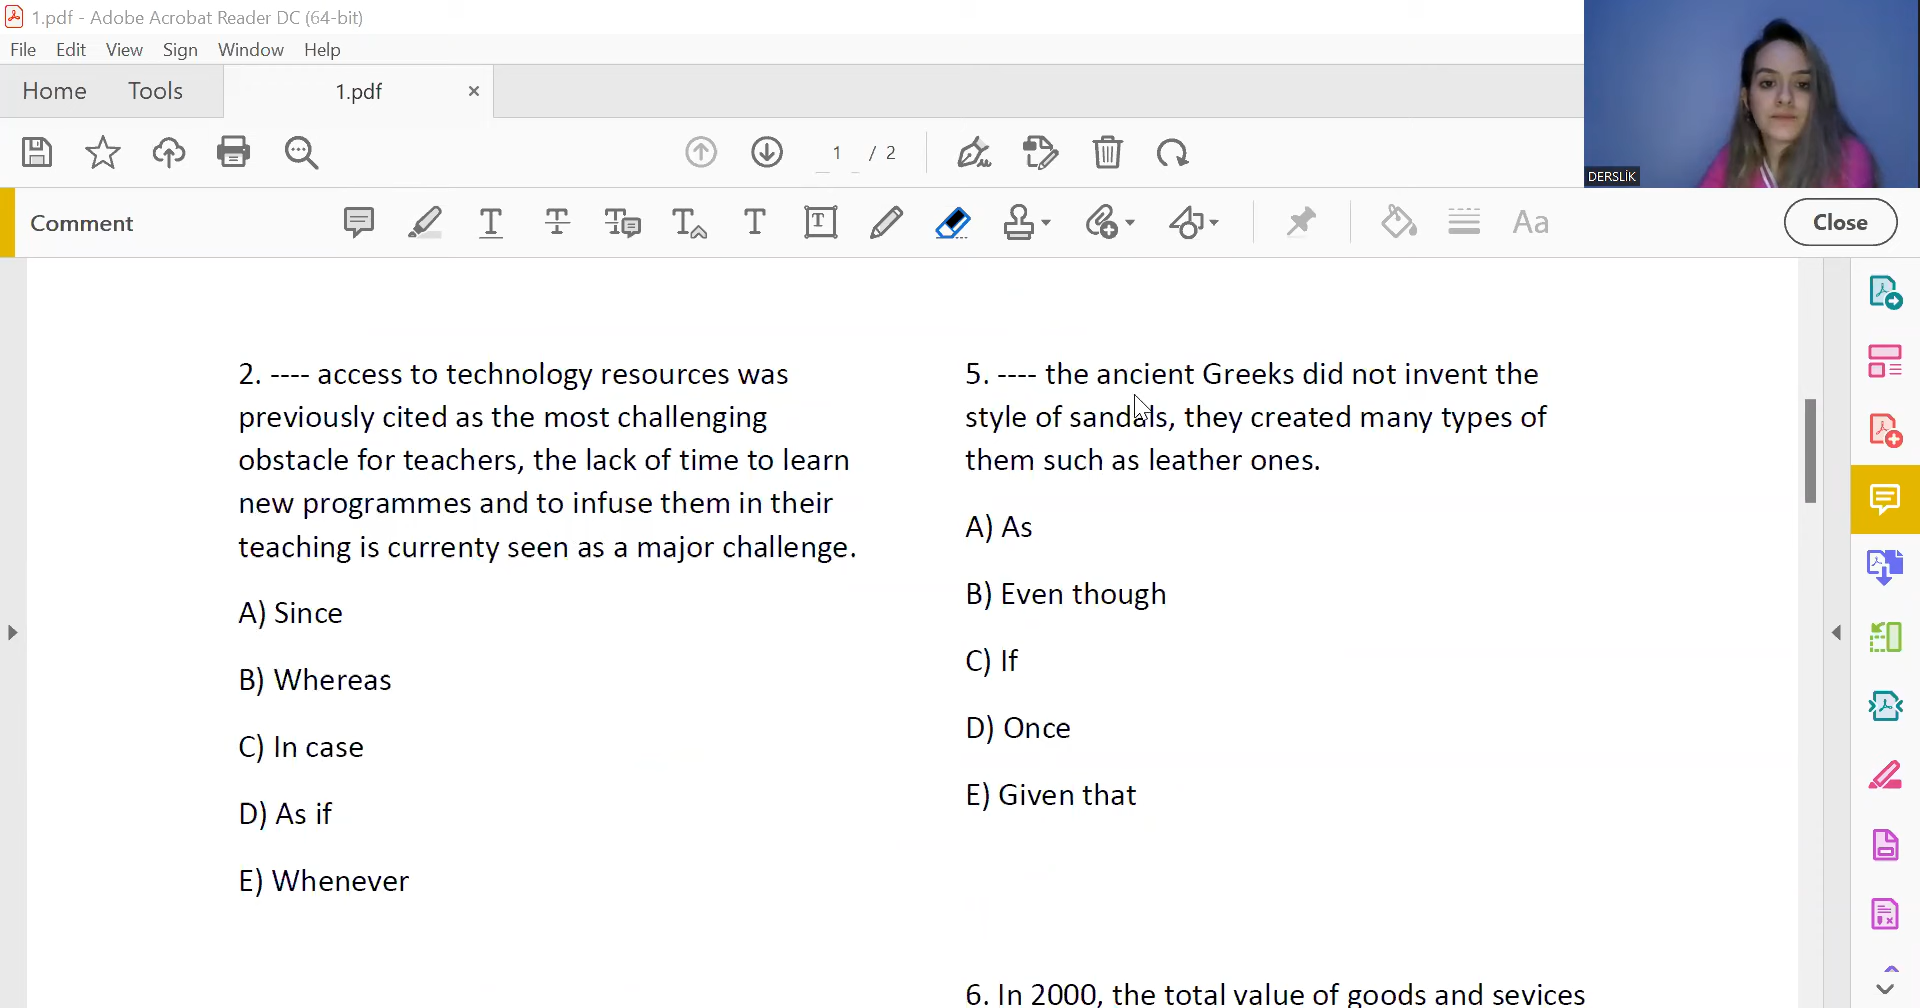 1.pdf - Adobe Acrobat Reader DC (64-bit)
File Edit View Sign Window Help
Home Tools 1.pdf ×
1 / 2
DERSLİK
Comment
Aa
Close
2. ---- access to technology resources was
previously cited as the most challenging
obstacle for teachers, the lack of time to learn
new programmes and to infuse them in their
teaching is currenty seen as a major challenge.
A) Since
B) Whereas
C) In case
D) As if
E) Whenever
5. ---- the ancient Greeks did not invent the
style of sandals, they created many types of
them such as leather ones.
A) As
B) Even though
C) If
D) Once
E) Given that
6. In 2000, the total value of goods and sevices